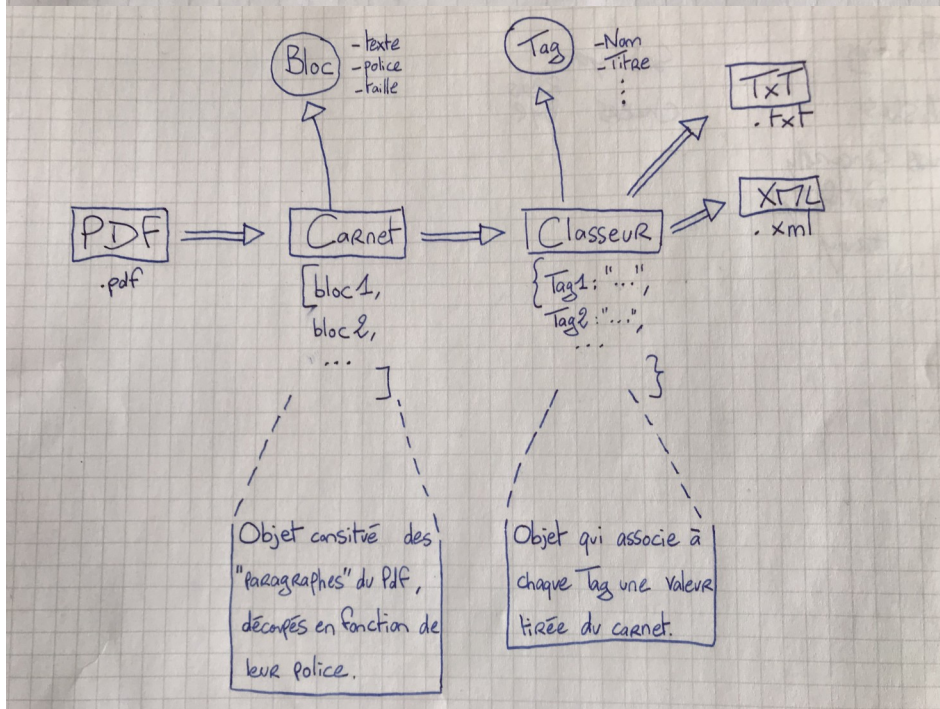 Bloc
-texte
-police
-taille
Tag
-Nom
-Titre
⋮
TxT
.txt
PDF
.pdf
Carnet
Classeur
XML
.xml
[bloc1,
bloc2,
...
]
{Tag1:"...",
Tag2:"...",
...
}
Objet consitué des
"paragraphes" du Pdf,
découpés en fonction de
leur police.
Objet qui associe à
chaque Tag une valeur
tirée du carnet.